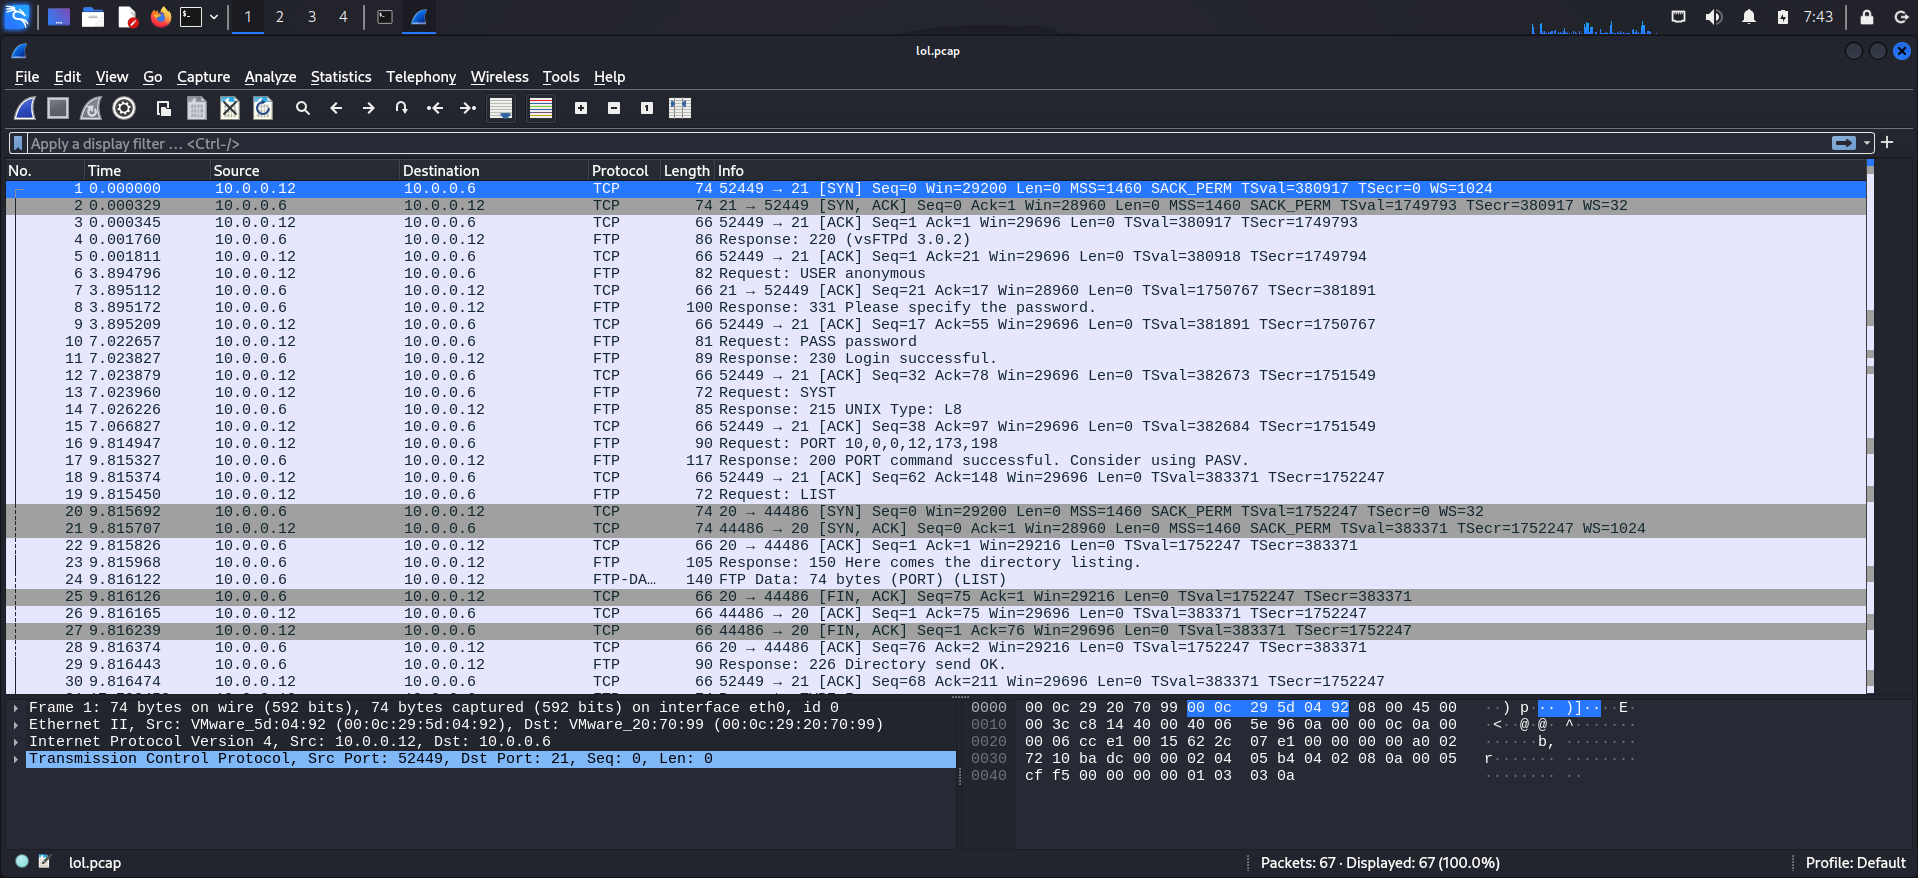 1 2 3 4 7:43
lol.pcap
File Edit View Go Capture Analyze Statistics Telephony Wireless Tools Help
Apply a display filter … <Ctrl-/>
No. Time Source Destination Protocol Length Info
1 0.000000 10.0.0.12 10.0.0.6 TCP 74 52449 → 21 [SYN] Seq=0 Win=29200 Len=0 MSS=1460 SACK_PERM TSval=380917 TSecr=0 WS=1024
2 0.000329 10.0.0.6 10.0.0.12 TCP 74 21 → 52449 [SYN, ACK] Seq=0 Ack=1 Win=28960 Len=0 MSS=1460 SACK_PERM TSval=1749793 TSecr=380917 WS=32
3 0.000345 10.0.0.12 10.0.0.6 TCP 66 52449 → 21 [ACK] Seq=1 Ack=1 Win=29696 Len=0 TSval=380917 TSecr=1749793
4 0.001760 10.0.0.6 10.0.0.12 FTP 86 Response: 220 (vsFTPd 3.0.2)
5 0.001811 10.0.0.12 10.0.0.6 TCP 66 52449 → 21 [ACK] Seq=1 Ack=21 Win=29696 Len=0 TSval=380918 TSecr=1749794
6 3.894796 10.0.0.12 10.0.0.6 FTP 82 Request: USER anonymous
7 3.895112 10.0.0.6 10.0.0.12 TCP 66 21 → 52449 [ACK] Seq=21 Ack=17 Win=28960 Len=0 TSval=1750767 TSecr=381891
8 3.895172 10.0.0.6 10.0.0.12 FTP 100 Response: 331 Please specify the password.
9 3.895209 10.0.0.12 10.0.0.6 TCP 66 52449 → 21 [ACK] Seq=17 Ack=55 Win=29696 Len=0 TSval=381891 TSecr=1750767
10 7.022657 10.0.0.12 10.0.0.6 FTP 81 Request: PASS password
11 7.023827 10.0.0.6 10.0.0.12 FTP 89 Response: 230 Login successful.
12 7.023879 10.0.0.12 10.0.0.6 TCP 66 52449 → 21 [ACK] Seq=32 Ack=78 Win=29696 Len=0 TSval=382673 TSecr=1751549
13 7.023960 10.0.0.12 10.0.0.6 FTP 72 Request: SYST
14 7.026226 10.0.0.6 10.0.0.12 FTP 85 Response: 215 UNIX Type: L8
15 7.066827 10.0.0.12 10.0.0.6 TCP 66 52449 → 21 [ACK] Seq=38 Ack=97 Win=29696 Len=0 TSval=382684 TSecr=1751549
16 9.814947 10.0.0.12 10.0.0.6 FTP 90 Request: PORT 10,0,0,12,173,198
17 9.815327 10.0.0.6 10.0.0.12 FTP 117 Response: 200 PORT command successful. Consider using PASV.
18 9.815374 10.0.0.12 10.0.0.6 TCP 66 52449 → 21 [ACK] Seq=62 Ack=148 Win=29696 Len=0 TSval=383371 TSecr=1752247
19 9.815450 10.0.0.12 10.0.0.6 FTP 72 Request: LIST
20 9.815692 10.0.0.6 10.0.0.12 TCP 74 20 → 44486 [SYN] Seq=0 Win=29200 Len=0 MSS=1460 SACK_PERM TSval=1752247 TSecr=0 WS=32
21 9.815707 10.0.0.12 10.0.0.6 TCP 74 44486 → 20 [SYN, ACK] Seq=0 Ack=1 Win=28960 Len=0 MSS=1460 SACK_PERM TSval=383371 TSecr=1752247 WS=1024
22 9.815826 10.0.0.6 10.0.0.12 TCP 66 20 → 44486 [ACK] Seq=1 Ack=1 Win=29216 Len=0 TSval=1752247 TSecr=383371
23 9.815968 10.0.0.6 10.0.0.12 FTP 105 Response: 150 Here comes the directory listing.
24 9.816122 10.0.0.6 10.0.0.12 FTP-DA… 140 FTP Data: 74 bytes (PORT) (LIST)
25 9.816126 10.0.0.6 10.0.0.12 TCP 66 20 → 44486 [FIN, ACK] Seq=75 Ack=1 Win=29216 Len=0 TSval=1752247 TSecr=383371
26 9.816165 10.0.0.12 10.0.0.6 TCP 66 44486 → 20 [ACK] Seq=1 Ack=75 Win=29696 Len=0 TSval=383371 TSecr=1752247
27 9.816239 10.0.0.12 10.0.0.6 TCP 66 44486 → 20 [FIN, ACK] Seq=1 Ack=76 Win=29696 Len=0 TSval=383371 TSecr=1752247
28 9.816374 10.0.0.6 10.0.0.12 TCP 66 20 → 44486 [ACK] Seq=76 Ack=2 Win=29216 Len=0 TSval=1752247 TSecr=383371
29 9.816443 10.0.0.6 10.0.0.12 FTP 90 Response: 226 Directory send OK.
30 9.816474 10.0.0.12 10.0.0.6 TCP 66 52449 → 21 [ACK] Seq=68 Ack=211 Win=29696 Len=0 TSval=383371 TSecr=1752247
Frame 1: 74 bytes on wire (592 bits), 74 bytes captured (592 bits) on interface eth0, id 0
Ethernet II, Src: VMware_5d:04:92 (00:0c:29:5d:04:92), Dst: VMware_20:70:99 (00:0c:29:20:70:99)
Internet Protocol Version 4, Src: 10.0.0.12, Dst: 10.0.0.6
Transmission Control Protocol, Src Port: 52449, Dst Port: 21, Seq: 0, Len: 0
0000 00 0c 29 20 70 99 00 0c 29 5d 04 92 08 00 45 00 ··) p··· )]····E·
0010 00 3c c8 14 40 00 40 06 5e 96 0a 00 00 0c 0a 00 ·<··@·@· ^·······
0020 00 06 cc e1 00 15 62 2c 07 e1 00 00 00 00 a0 02 ······b, ········
0030 72 10 ba dc 00 00 02 04 05 b4 04 02 08 0a 00 05 r······· ········
0040 cf f5 00 00 00 00 01 03 03 0a ········ ··
lol.pcap Packets: 67 · Displayed: 67 (100.0%) Profile: Default